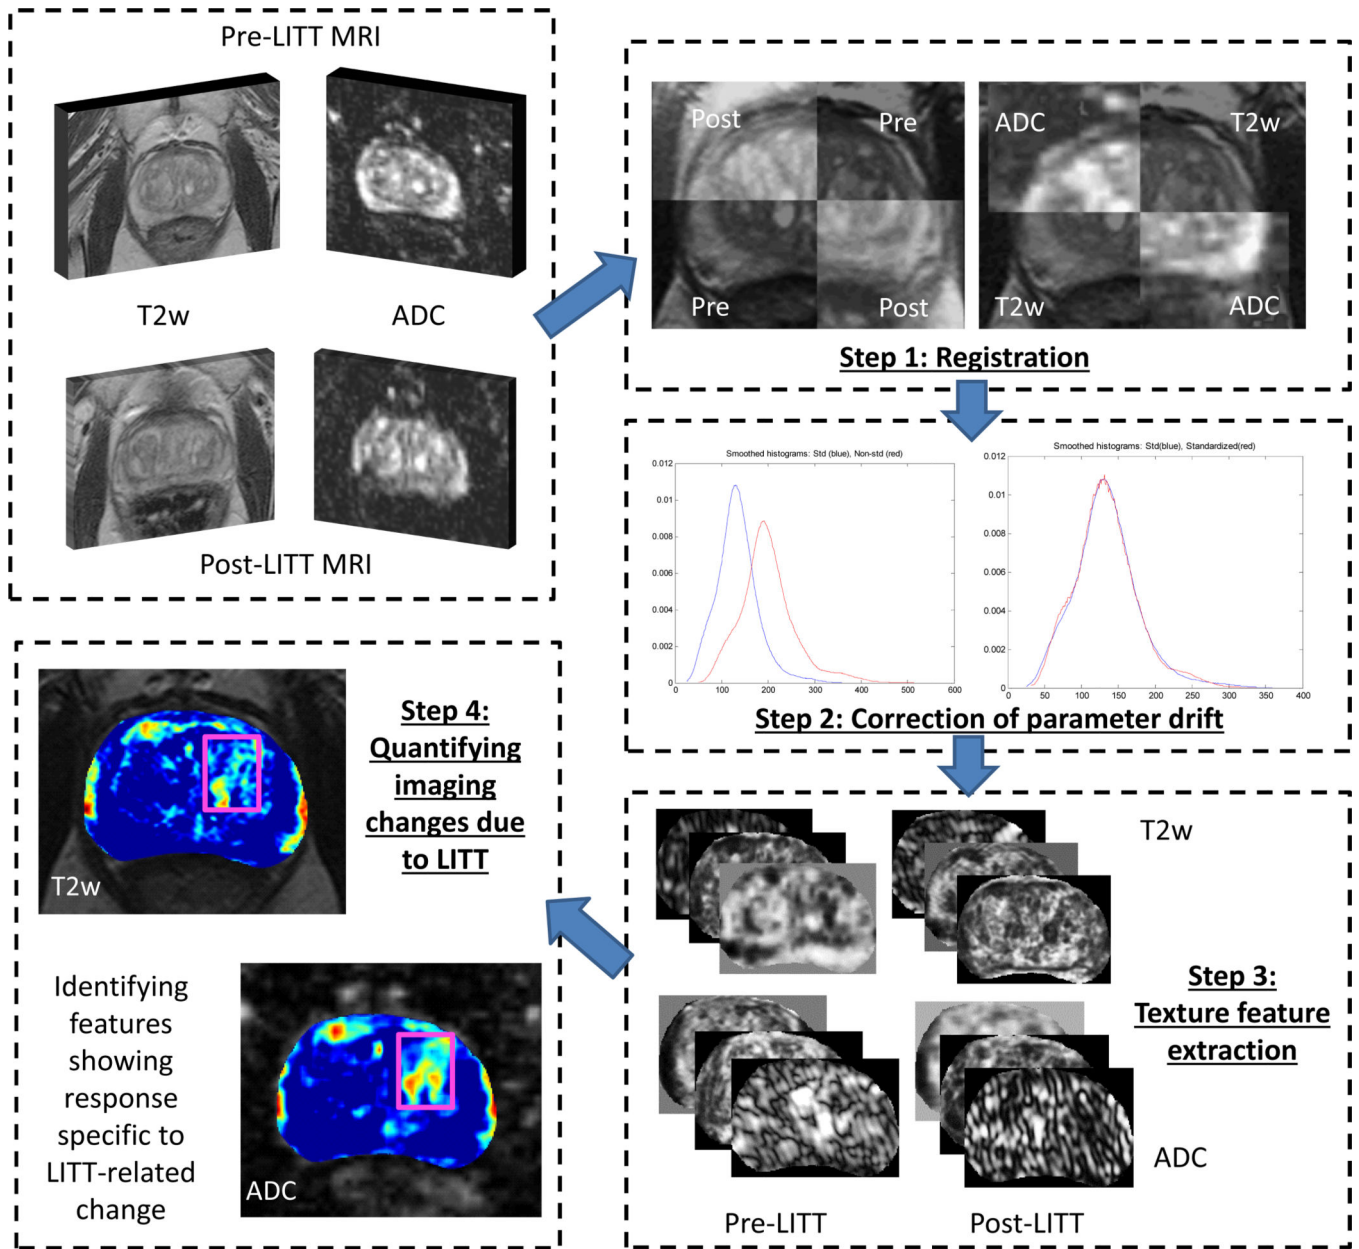 Pre-LITT MRI
T2w
ADC
Post-LITT MRI
Post
Pre
Pre
Post
ADC
T2w
T2w
ADC
Step 1: Registration
Smoothed histograms: Std (blue), Non-std (red)
0.012
0.01
0.008
0.006
0.004
0.002
0
0 100 200 300 400 500 600
Smoothed histograms: Std(blue), Standardized(red)
0.012
0.01
0.008
0.006
0.004
0.002
0
0 50 100 150 200 250 300 350 400
Step 2: Correction of parameter drift
T2w
Step 3:
Texture feature
extraction
ADC
Pre-LITT
Post-LITT
Step 4:
Quantifying
imaging
changes due
to LITT
T2w
Identifying
features
showing
response
specific to
LITT-related
change
ADC